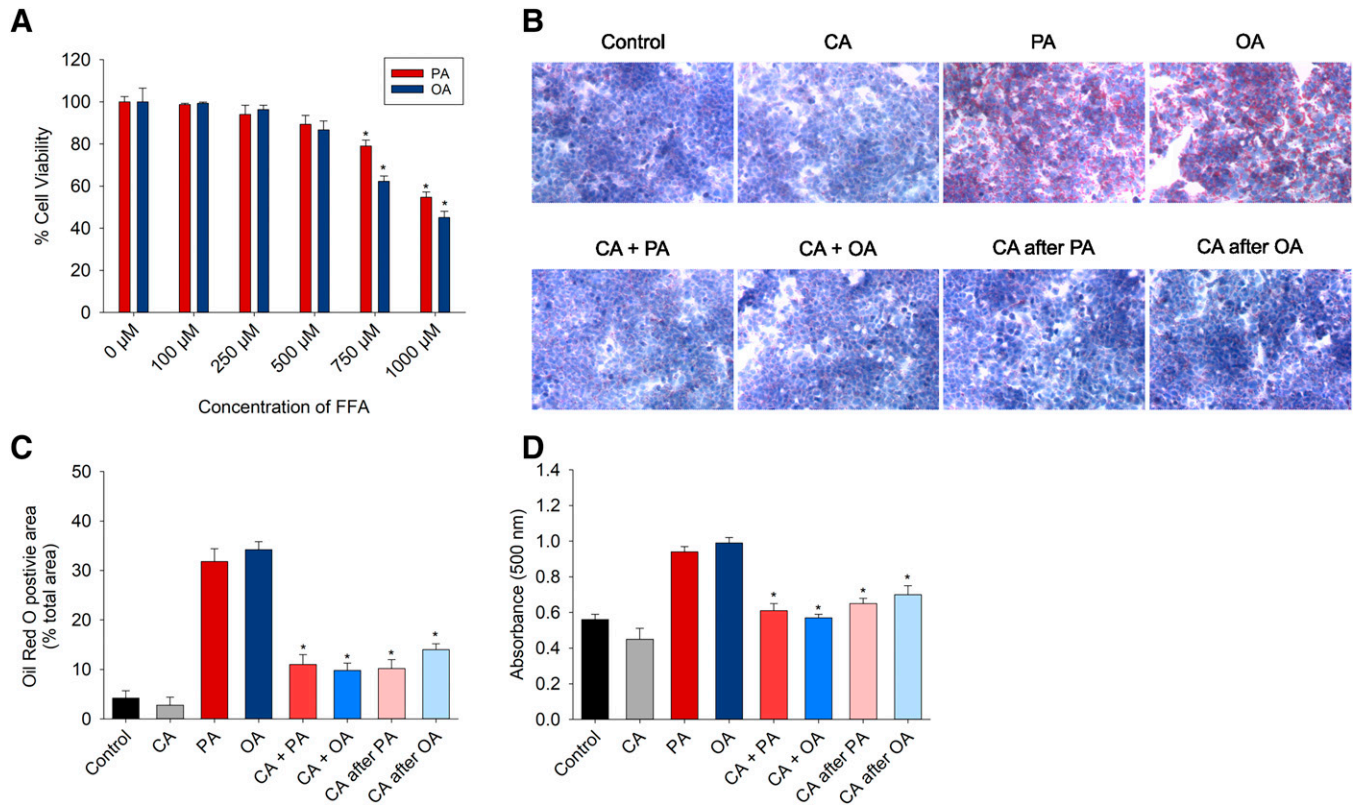 A
120
100
80
60
40
20
0
% Cell Viability
PA
OA
*
*
*
*
0 µM
100 µM
250 µM
500 µM
750 µM
1000 µM
Concentration of FFA
B
Control
CA
PA
OA
CA + PA
CA + OA
CA after PA
CA after OA
C
50
40
30
20
10
0
Oil Red O postivie area
(% total area)
*
*
*
*
Control
CA
PA
OA
CA + PA
CA + OA
CA after PA
CA after OA
D
1.4
1.2
1.0
0.8
0.6
0.4
0.2
0.0
Absorbance (500 nm)
*
*
*
*
Control
CA
PA
OA
CA + PA
CA + OA
CA after PA
CA after OA